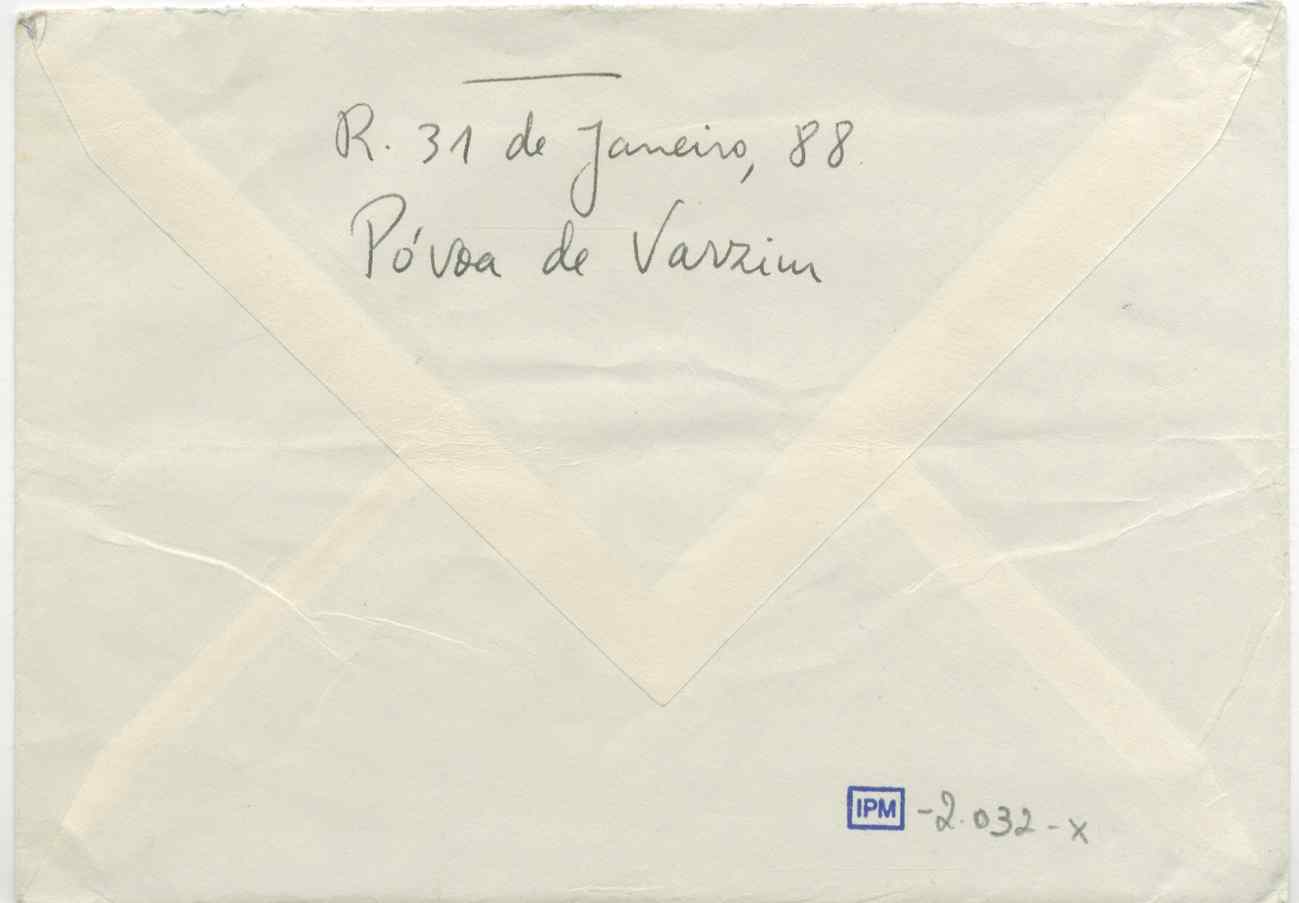 R. 31 de Janeiro, 88.
Póvoa de Varzim
IPM -2.032-x